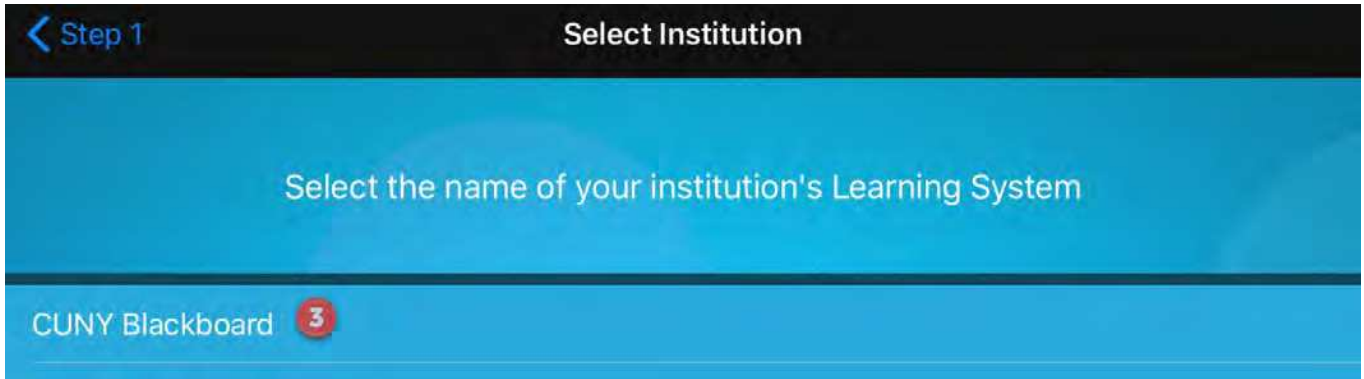 Step 1
Select Institution
Select the name of your institution's Learning System
CUNY Blackboard 3